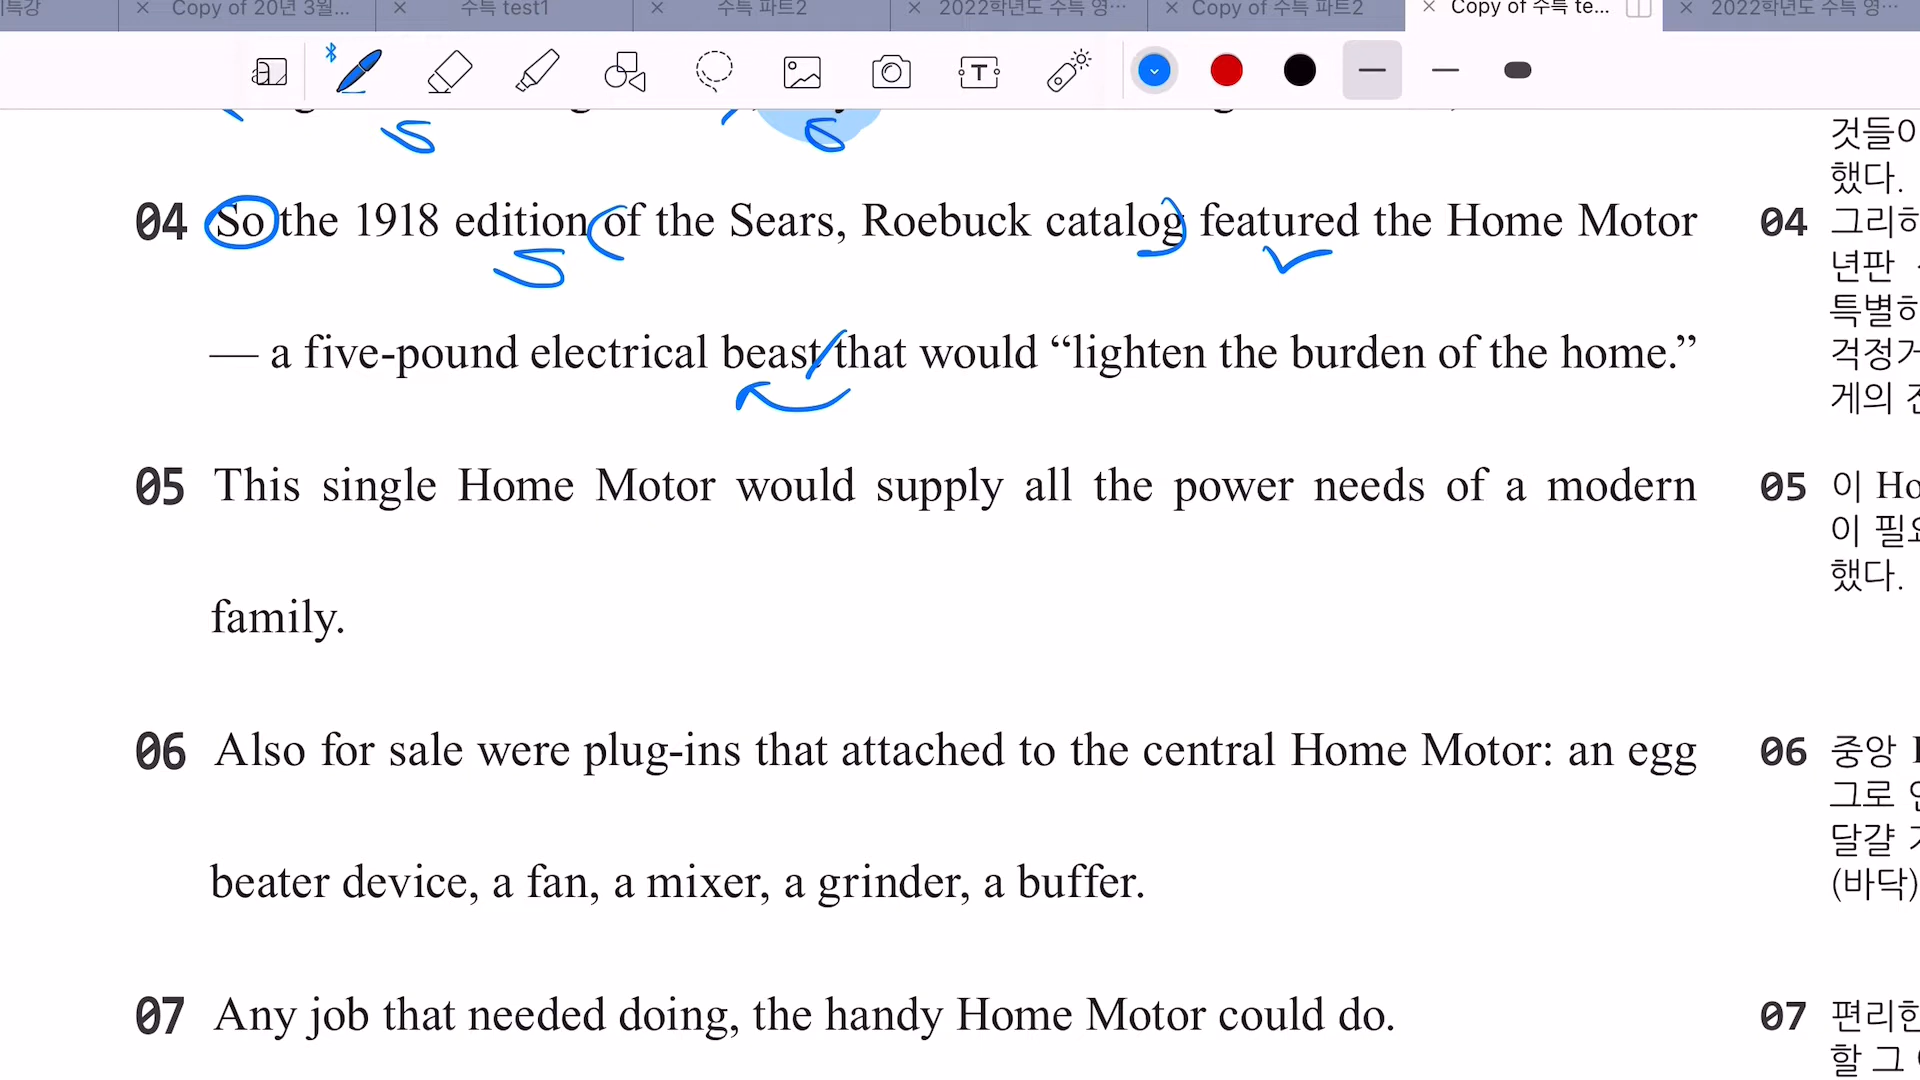 특강
Copy of 20년 3월...
수특 test1
수특 파트2
2022학년도 수특 영...
Copy of 수특 파트2
Copy of 수특 te...
2022학년도 수특 영...
것들이
했다.
04 So the 1918 edition of the Sears, Roebuck catalog featured the Home Motor
— a five-pound electrical beast that would “lighten the burden of the home.”
04
년판
특별히
걱정거
게의
05 This single Home Motor would supply all the power needs of a modern
family.
05 이 Ho
이 필요
했다.
06 Also for sale were plug-ins that attached to the central Home Motor: an egg
beater device, a fan, a mixer, a grinder, a buffer.
06 중앙
그로
달걀
(바닥)
07 Any job that needed doing, the handy Home Motor could do.
07 편리한
할 그
S
S